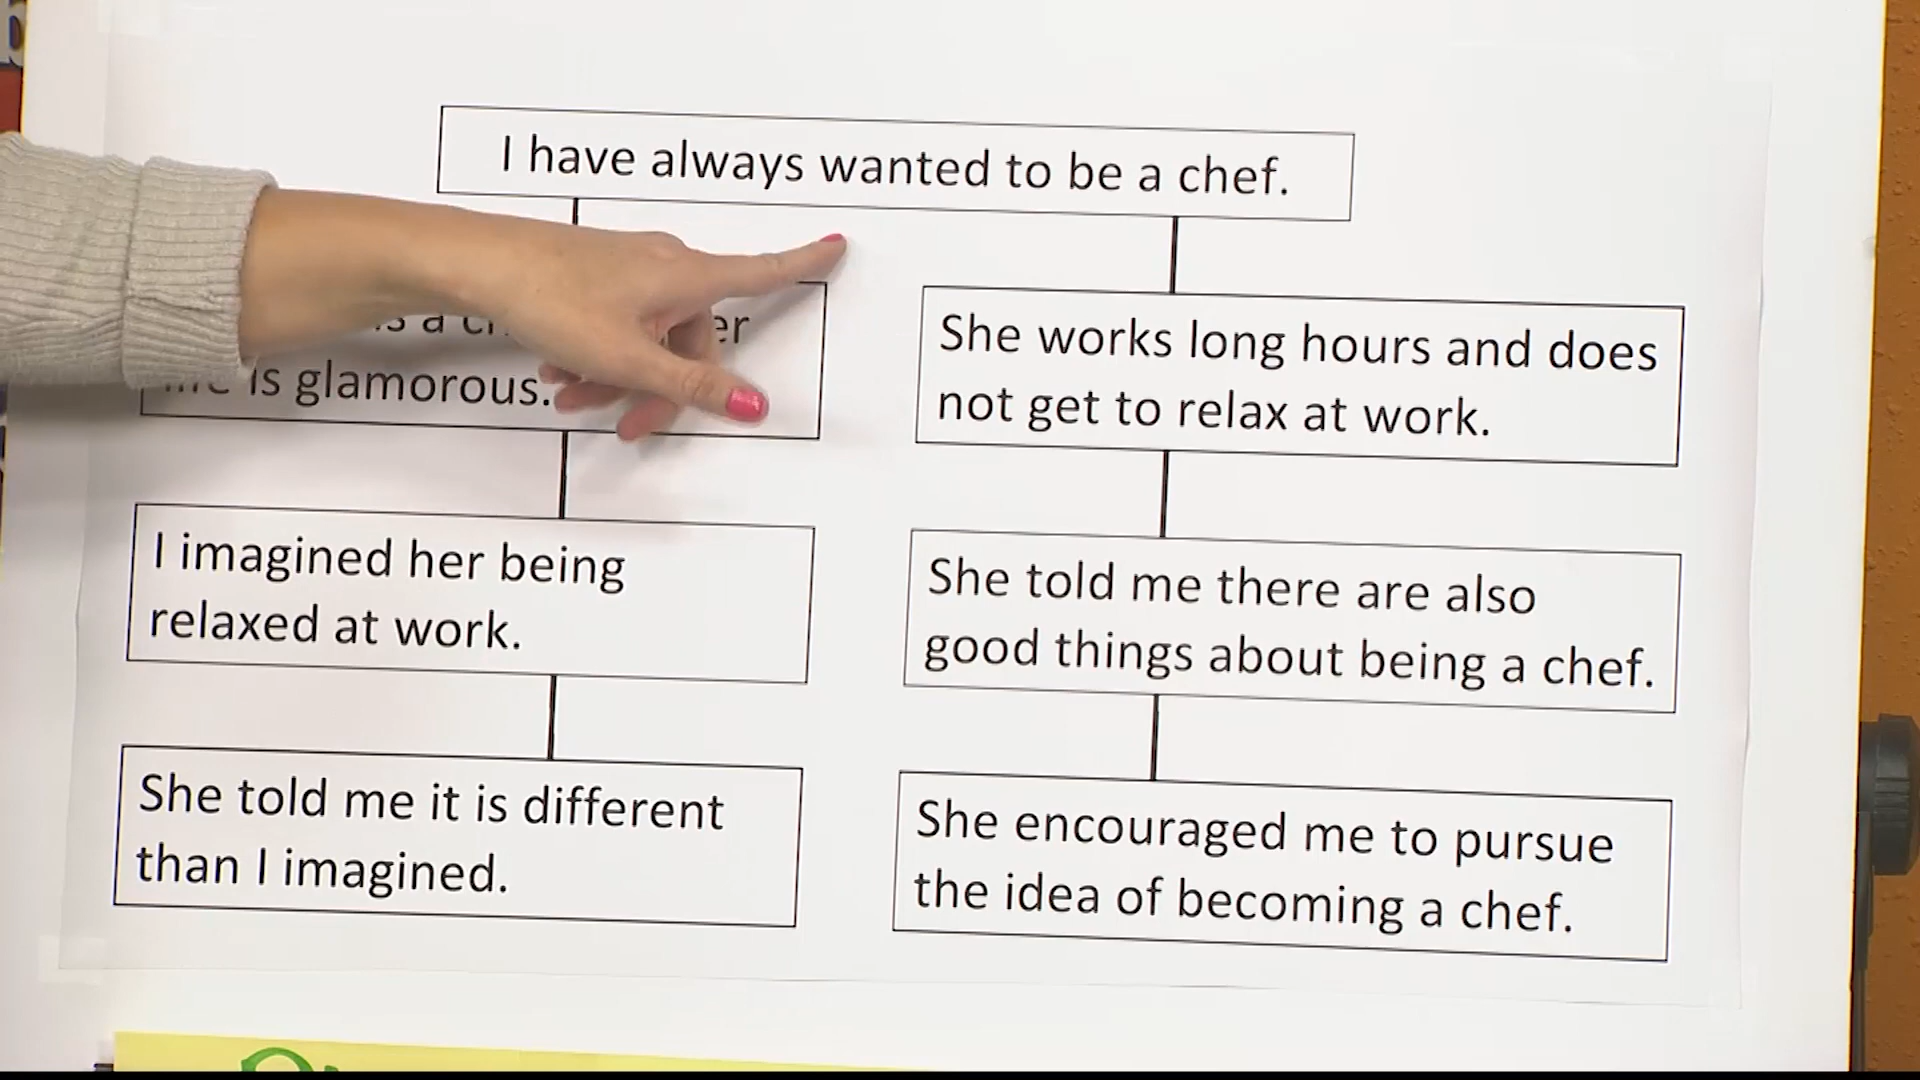 I have always wanted to be a chef.
is glamorous.
I imagined her being
relaxed at work.
She told me it is different
than I imagined.
She works long hours and does
not get to relax at work.
She told me there are also
good things about being a chef.
She encouraged me to pursue
the idea of becoming a chef.